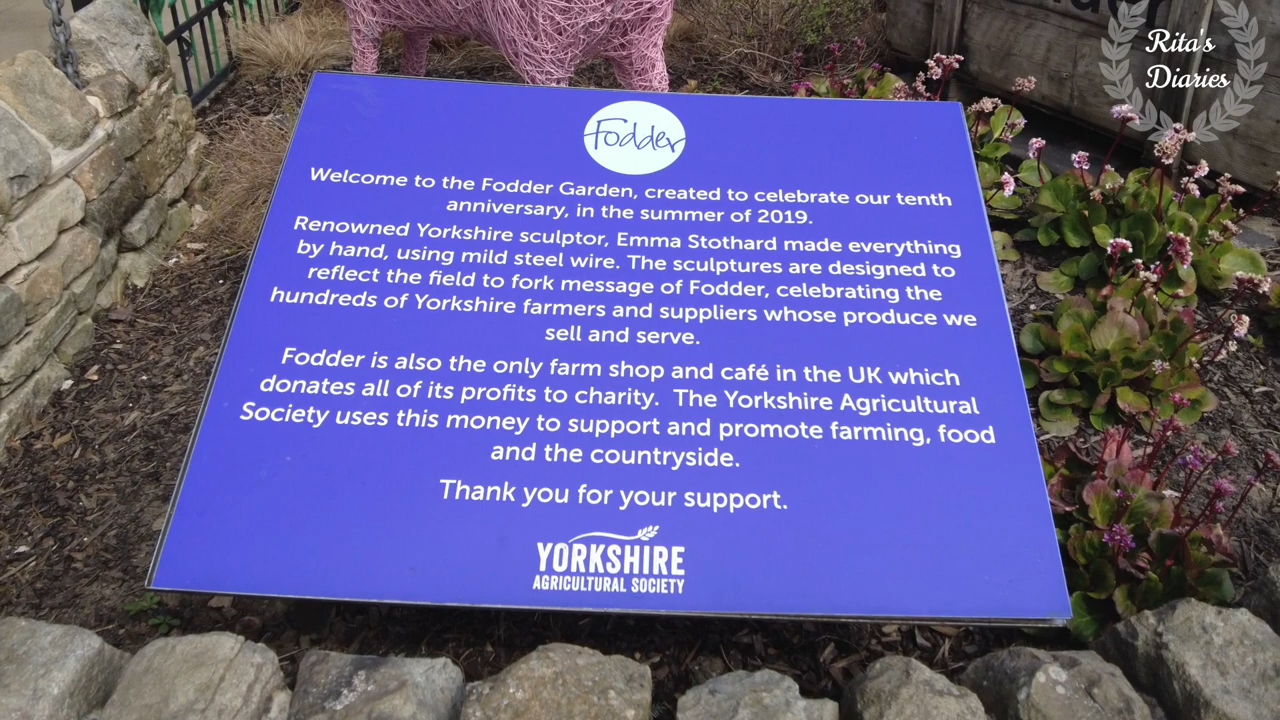 Rita's
Diaries
Fodder
Welcome to the Fodder Garden, created to celebrate our tenth
anniversary, in the summer of 2019.
Renowned Yorkshire sculptor, Emma Stothard made everything
by hand, using mild steel wire. The sculptures are designed to
reflect the field to fork message of Fodder, celebrating the
hundreds of Yorkshire farmers and suppliers whose produce we
sell and serve.
Fodder is also the only farm shop and café in the UK which
donates all of its profits to charity.  The Yorkshire Agricultural
Society uses this money to support and promote farming, food
and the countryside.
Thank you for your support.
YORKSHIRE
AGRICULTURAL SOCIETY